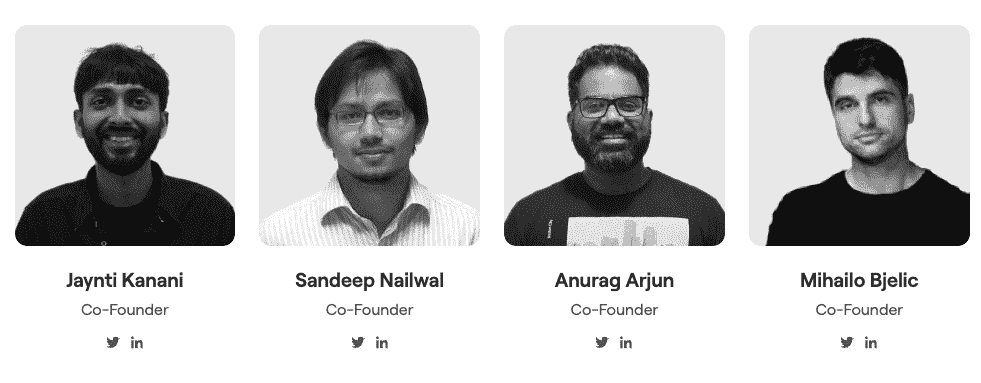 Jaynti Kanani
Co-Founder
in
Sandeep Nailwal
Co-Founder
in
Anurag Arjun
Co-Founder
in
Mihailo Bjelic
Co-Founder
in